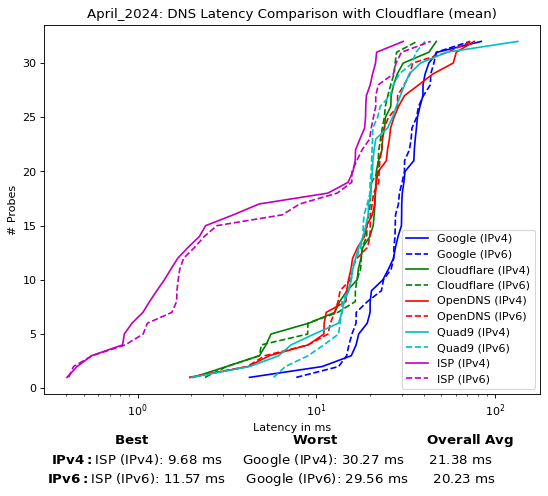 April_2024: DNS Latency Comparison with Cloudflare (mean)
# Probes
30
25
20
15
10
5
0
Google (IPv4)
Google (IPv6)
Cloudflare (IPv4)
Cloudflare (IPv6)
OpenDNS (IPv4)
OpenDNS (IPv6)
Quad9 (IPv4)
Quad9 (IPv6)
ISP (IPv4)
ISP (IPv6)
10⁰ 10¹ 10²
Latency in ms
Best Worst Overall Avg
IPv4: ISP (IPv4): 9.68 ms Google (IPv4): 30.27 ms 21.38 ms
IPv6: ISP (IPv6): 11.57 ms Google (IPv6): 29.56 ms 20.23 ms